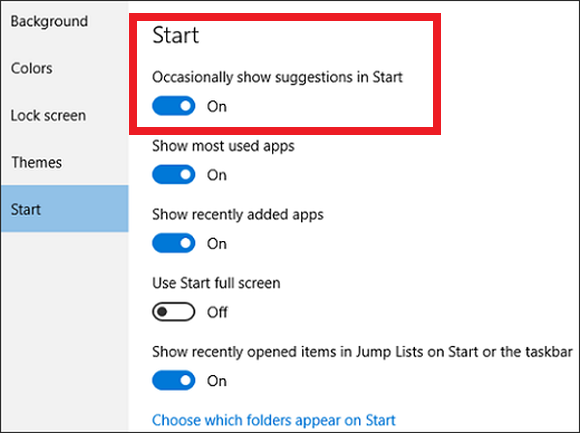 Background
Colors
Lock screen
Themes
Start
Start
Occasionally show suggestions in Start
On
Show most used apps
On
Show recently added apps
On
Use Start full screen
Off
Show recently opened items in Jump Lists on Start or the taskbar
On
Choose which folders appear on Start